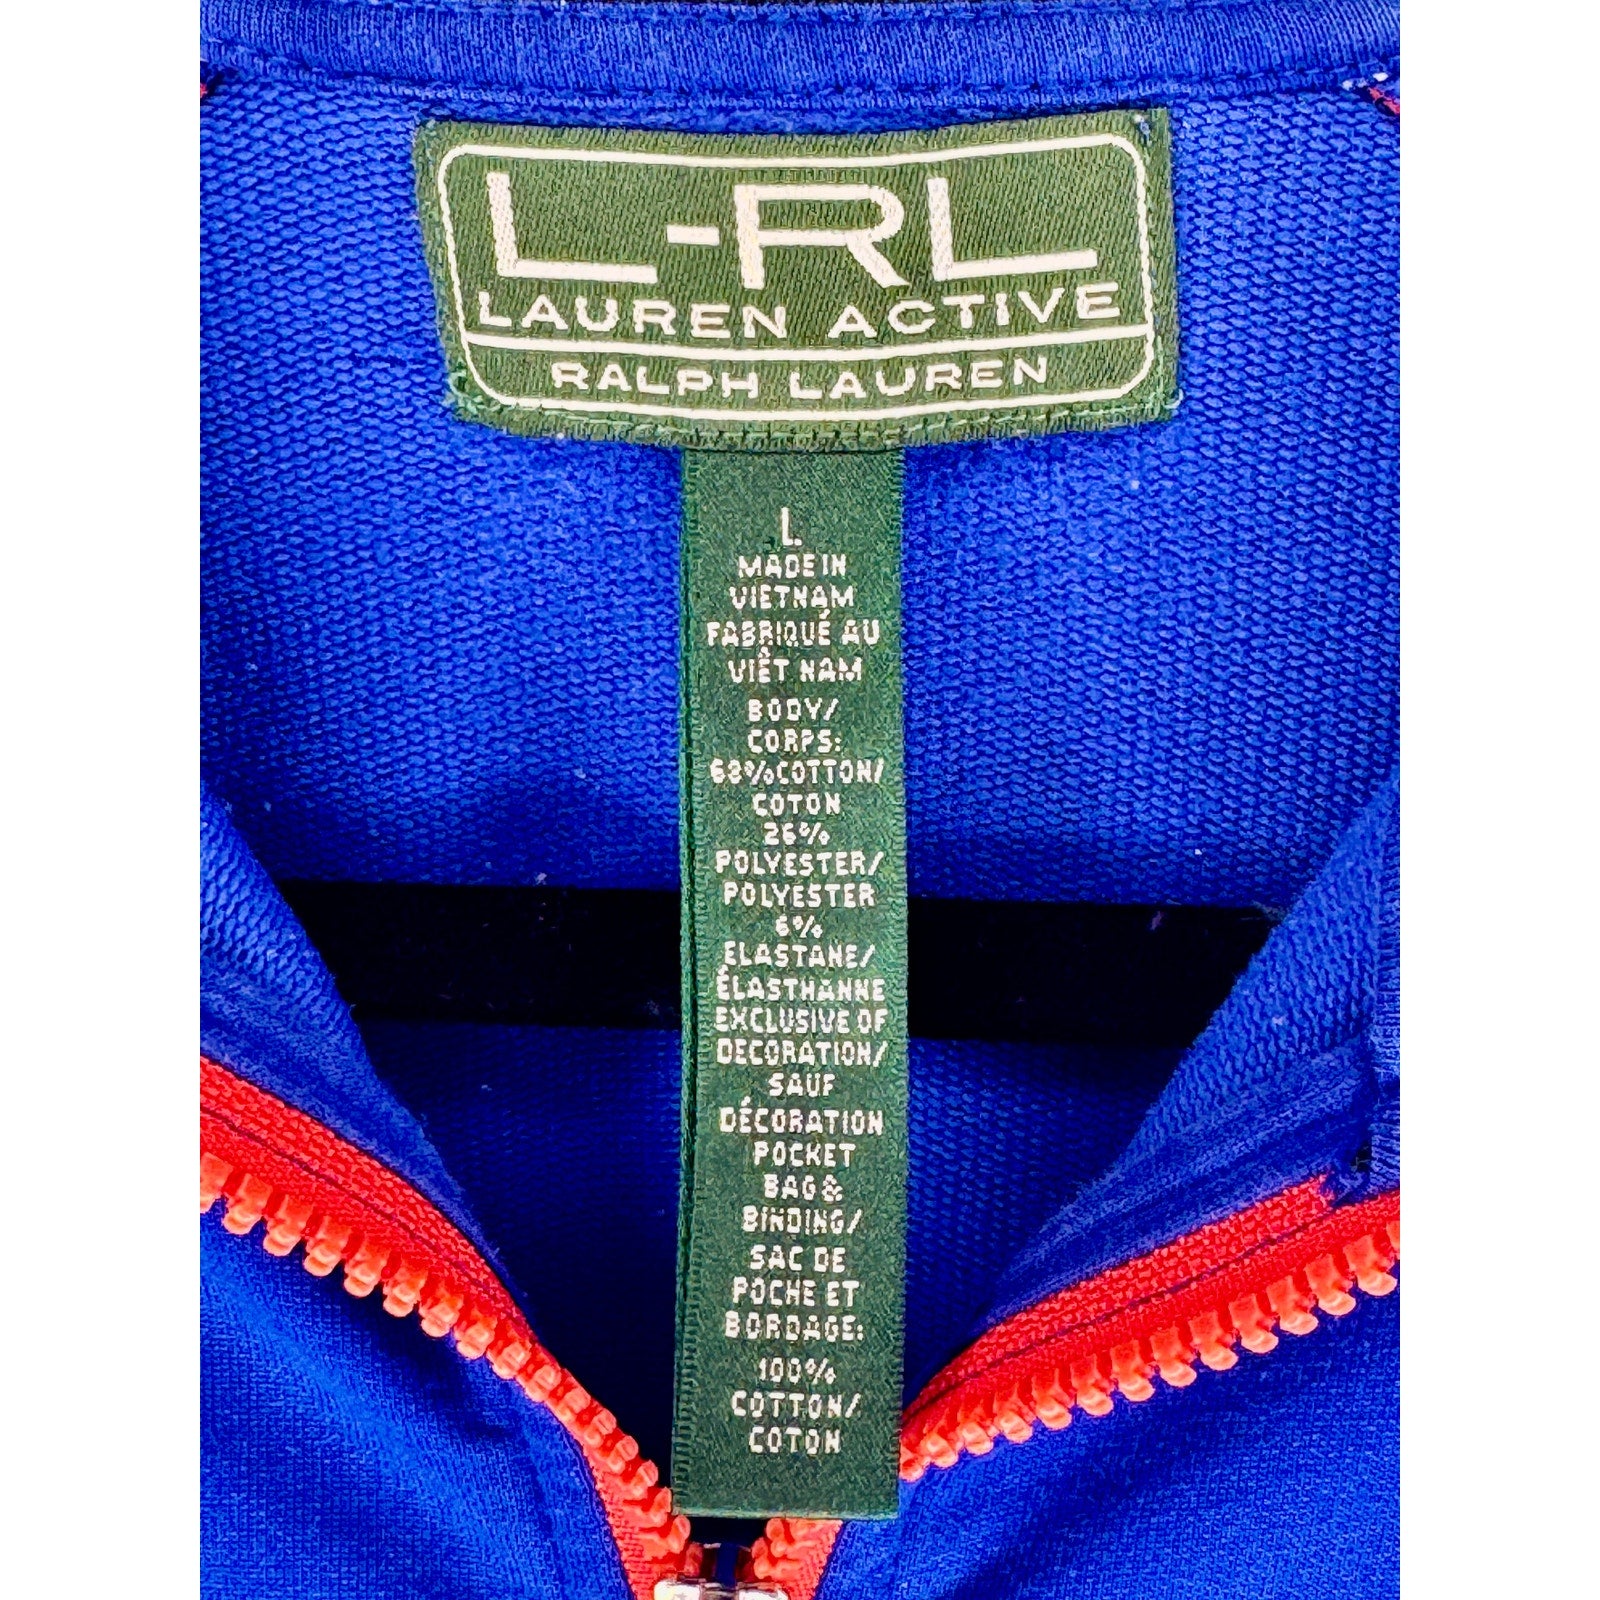 L-RL
LAUREN ACTIVE
RALPH LAUREN
L
MADE IN
VIETNAM
FABRIQUÉ AU
VIÊT NAM
BODY/
CORPS:
68%COTTON/
COTON
26%
POLYESTER/
POLYESTER
6%
ELASTANE/
ÉLASTHANNE
EXCLUSIVE OF
DECORATION/
SAUF
DÉCORATION
POCKET
BAG&
BINDING/
SAC DE
POCHE ET
BORDAGE:
100%
COTTON/
COTON